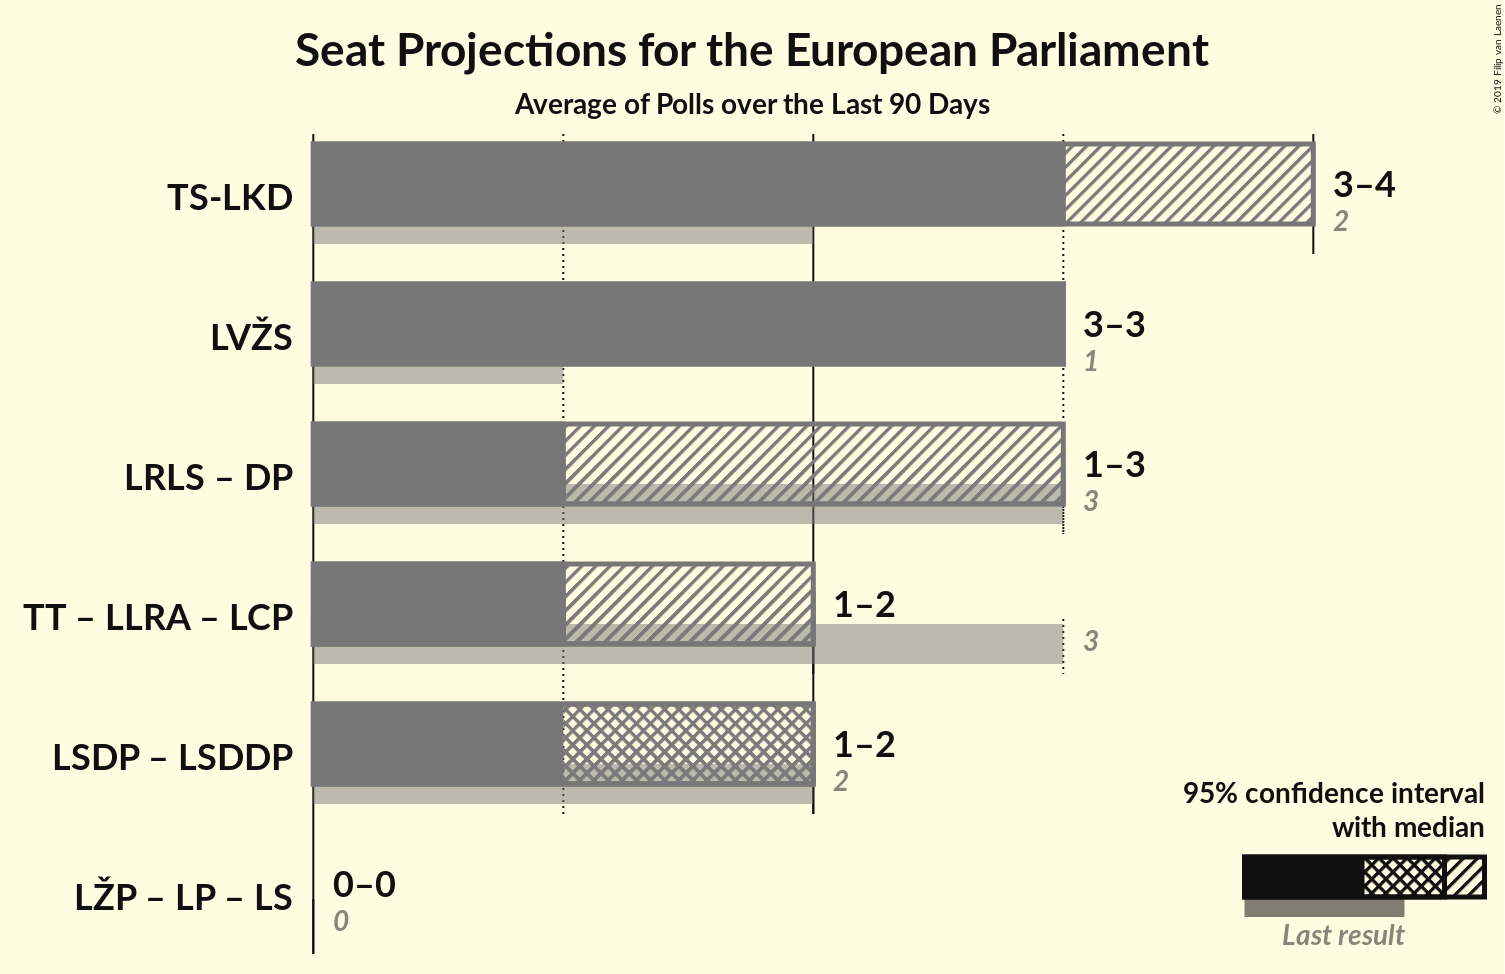 Seat Projections for the European Parliament
Average of Polls over the Last 90 Days
© 2019 Filip van Laenen
TS-LKD
3–4
2
LVŽS
3–3
1
LRLS – DP
1–3
3
TT – LLRA – LCP
1–2
3
LSDP – LSDDP
1–2
2
LŽP – LP – LS
0–0
0
95% confidence interval
with median
Last result